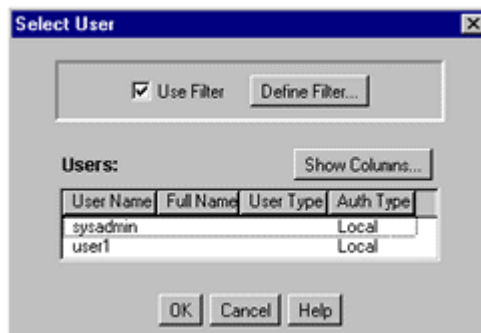 Select User
Use Filter Define Filter...
Users: Show Columns...
User Name Full Name User Type Auth Type
sysadmin Local
user1 Local
OK Cancel Help